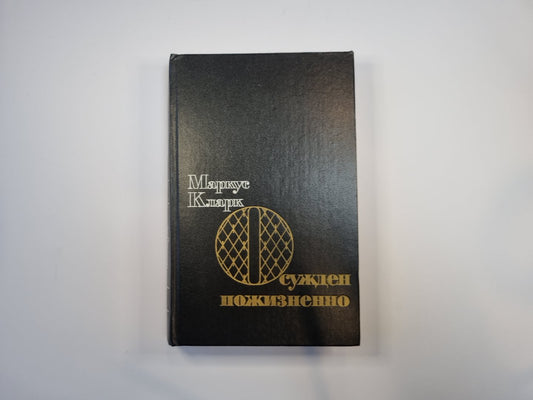 Маркус
Кларк
Осужден
пожизненно